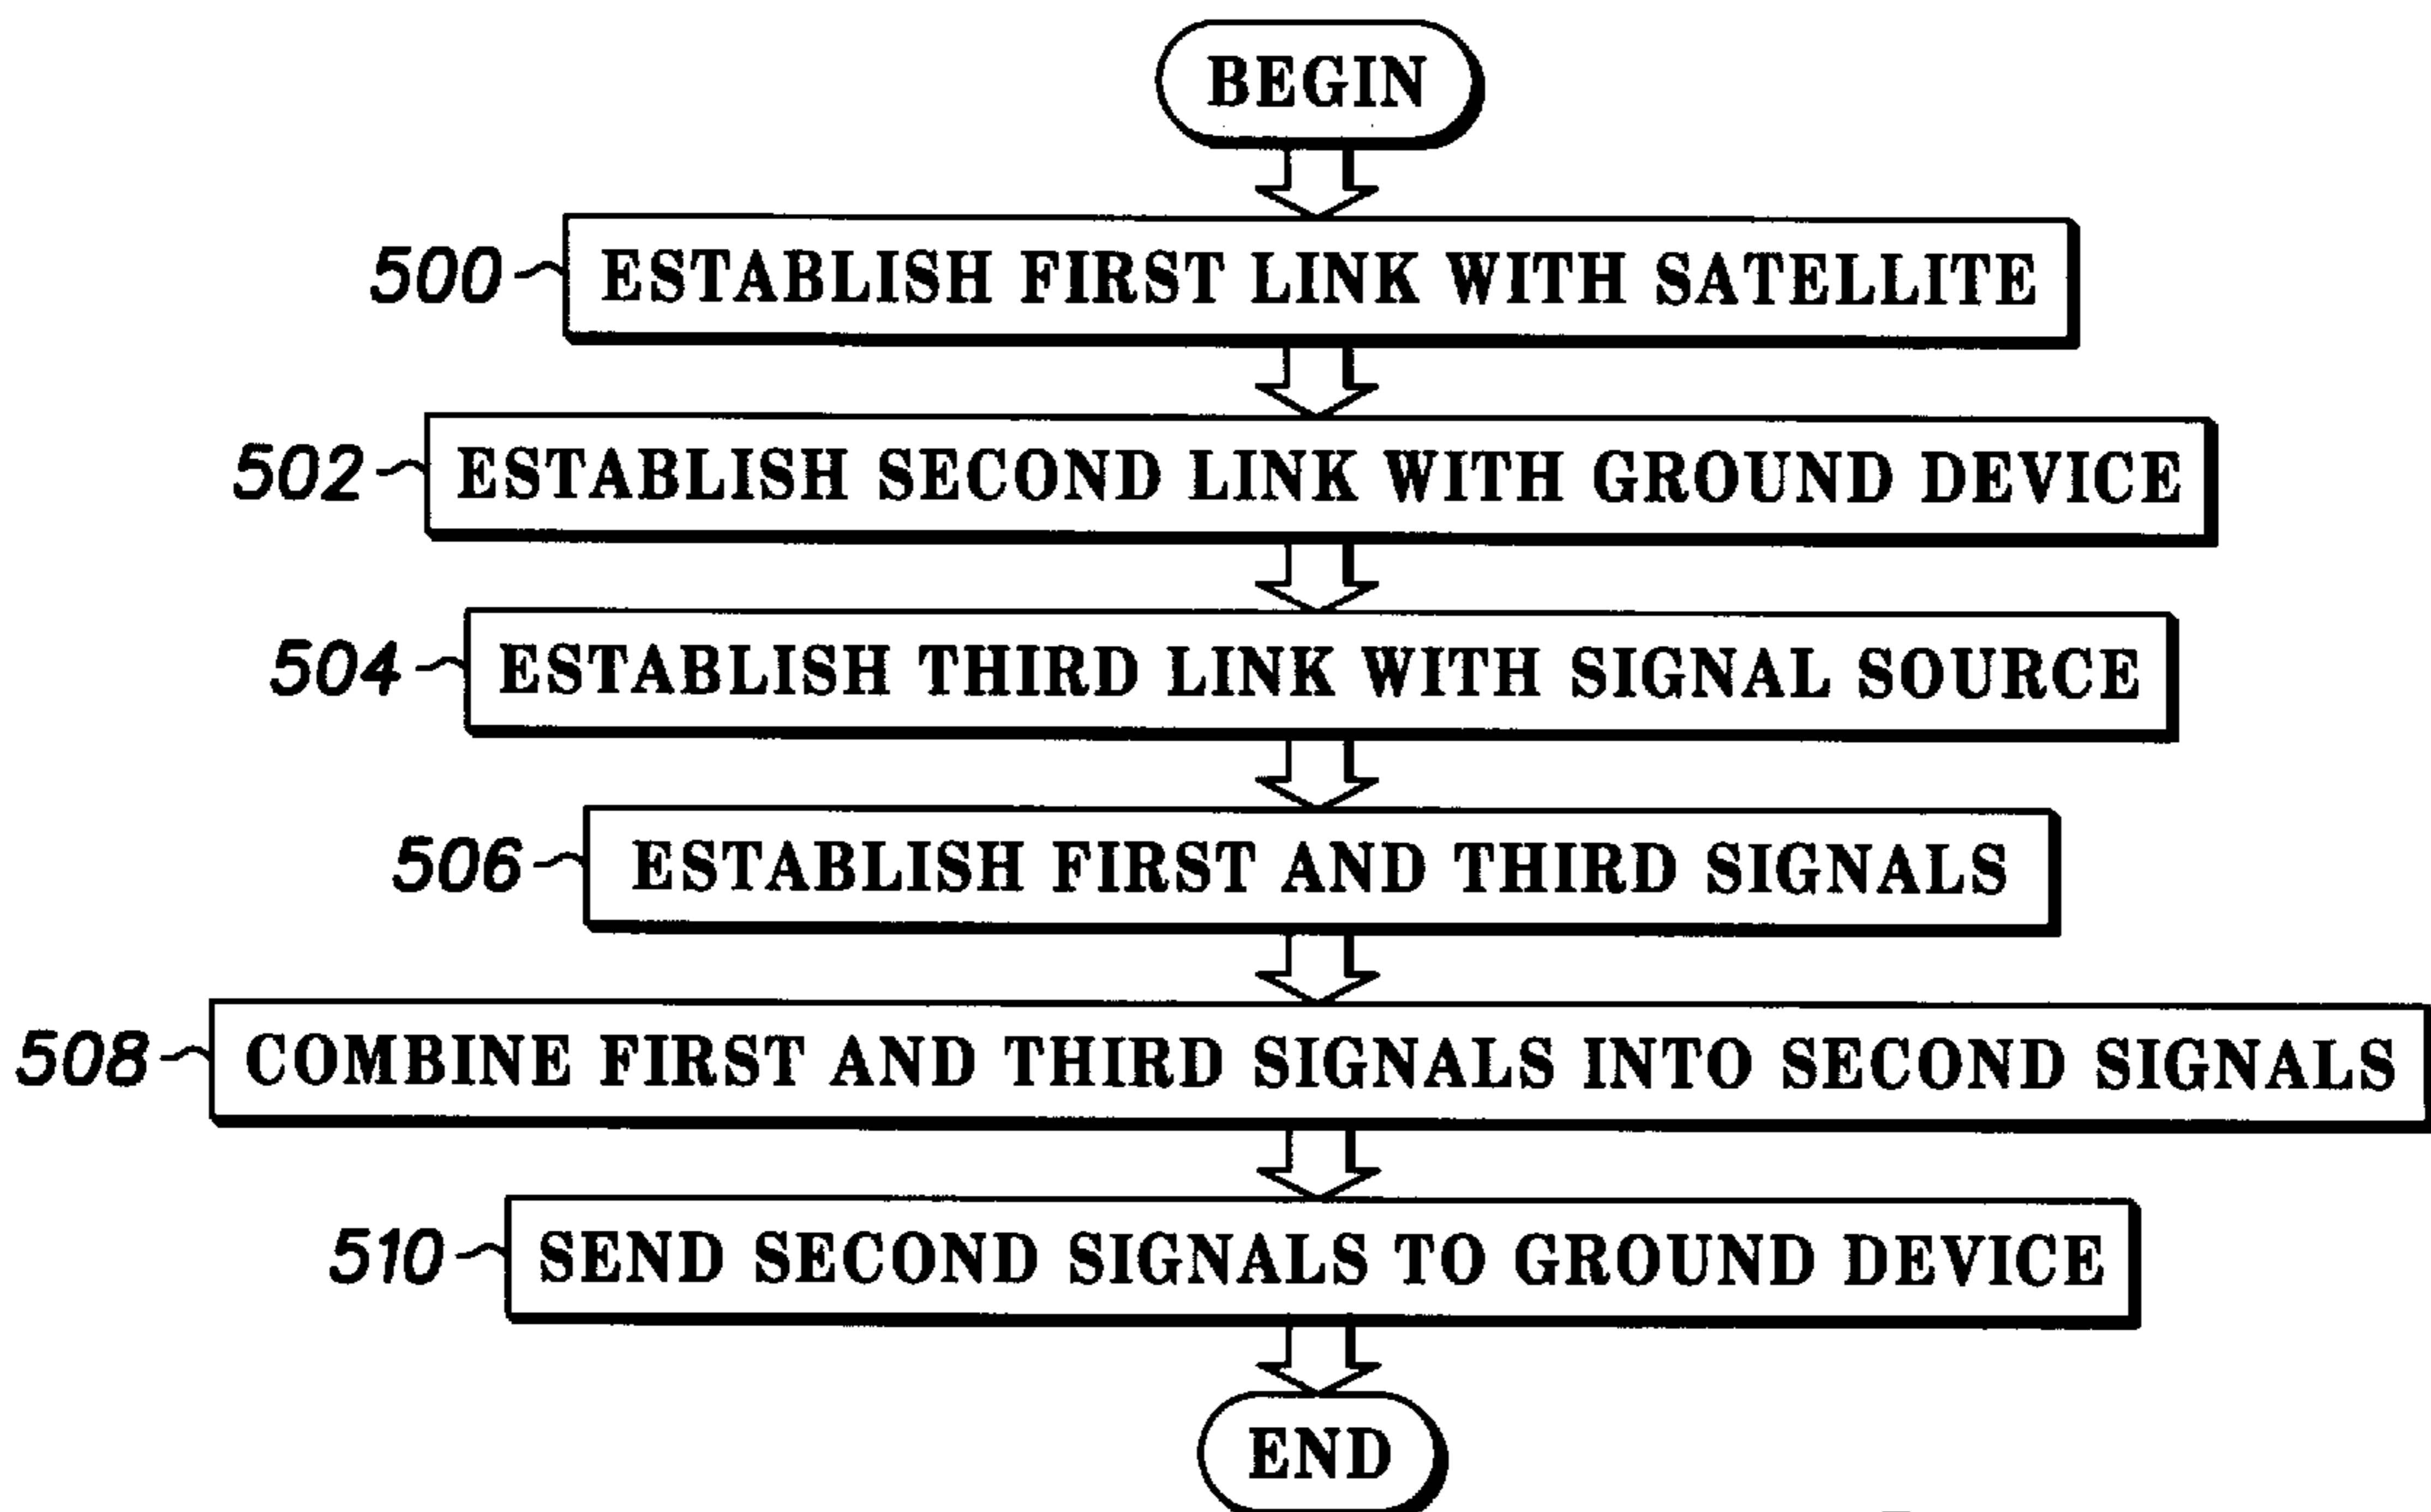 BEGIN
500 ESTABLISH FIRST LINK WITH SATELLITE
502 ESTABLISH SECOND LINK WITH GROUND DEVICE
504 ESTABLISH THIRD LINK WITH SIGNAL SOURCE
506 ESTABLISH FIRST AND THIRD SIGNALS
508 COMBINE FIRST AND THIRD SIGNALS INTO SECOND SIGNALS
510 SEND SECOND SIGNALS TO GROUND DEVICE
END